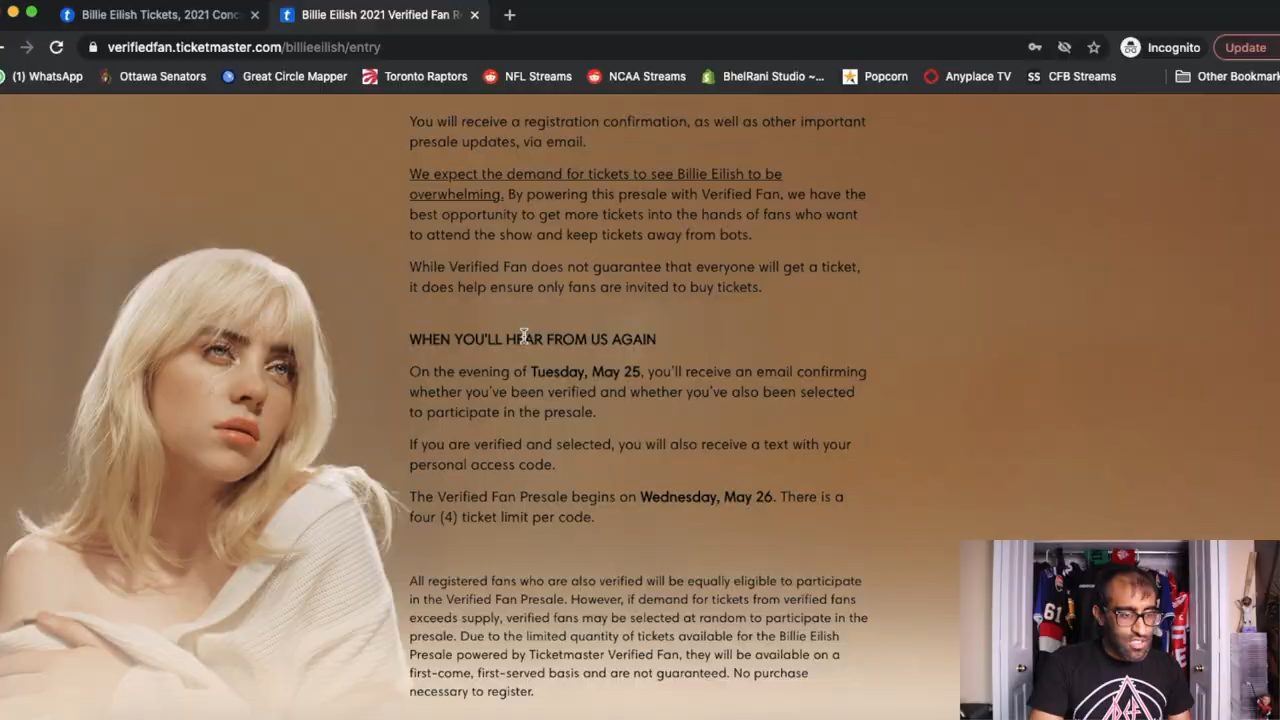 Billie Eilish Tickets, 2021 Conc
Billie Eilish 2021 Verified Fan R
verifiedfan.ticketmaster.com/billieeilish/entry
Incognito
Update
(1) WhatsApp
Ottawa Senators
Great Circle Mapper
Toronto Raptors
NFL Streams
NCAA Streams
BhelRani Studio ~...
Popcorn
Anyplace TV
SS CFB Streams
Other Bookmark
You will receive a registration confirmation, as well as other important
presale updates, via email.
We expect the demand for tickets to see Billie Eilish to be
overwhelming. By powering this presale with Verified Fan, we have the
best opportunity to get more tickets into the hands of fans who want
to attend the show and keep tickets away from bots.
While Verified Fan does not guarantee that everyone will get a ticket,
it does help ensure only fans are invited to buy tickets.
WHEN YOU'LL HEAR FROM US AGAIN
On the evening of Tuesday, May 25, you'll receive an email confirming
whether you've been verified and whether you've also been selected
to participate in the presale.
If you are verified and selected, you will also receive a text with your
personal access code.
The Verified Fan Presale begins on Wednesday, May 26. There is a
four (4) ticket limit per code.
All registered fans who are also verified will be equally eligible to participate
in the Verified Fan Presale. However, if demand for tickets from verified fans
exceeds supply, verified fans may be selected at random to participate in the
presale. Due to the limited quantity of tickets available for the Billie Eilish
Presale powered by Ticketmaster Verified Fan, they will be available on a
first-come, first-served basis and are not guaranteed. No purchase
necessary to register.
61